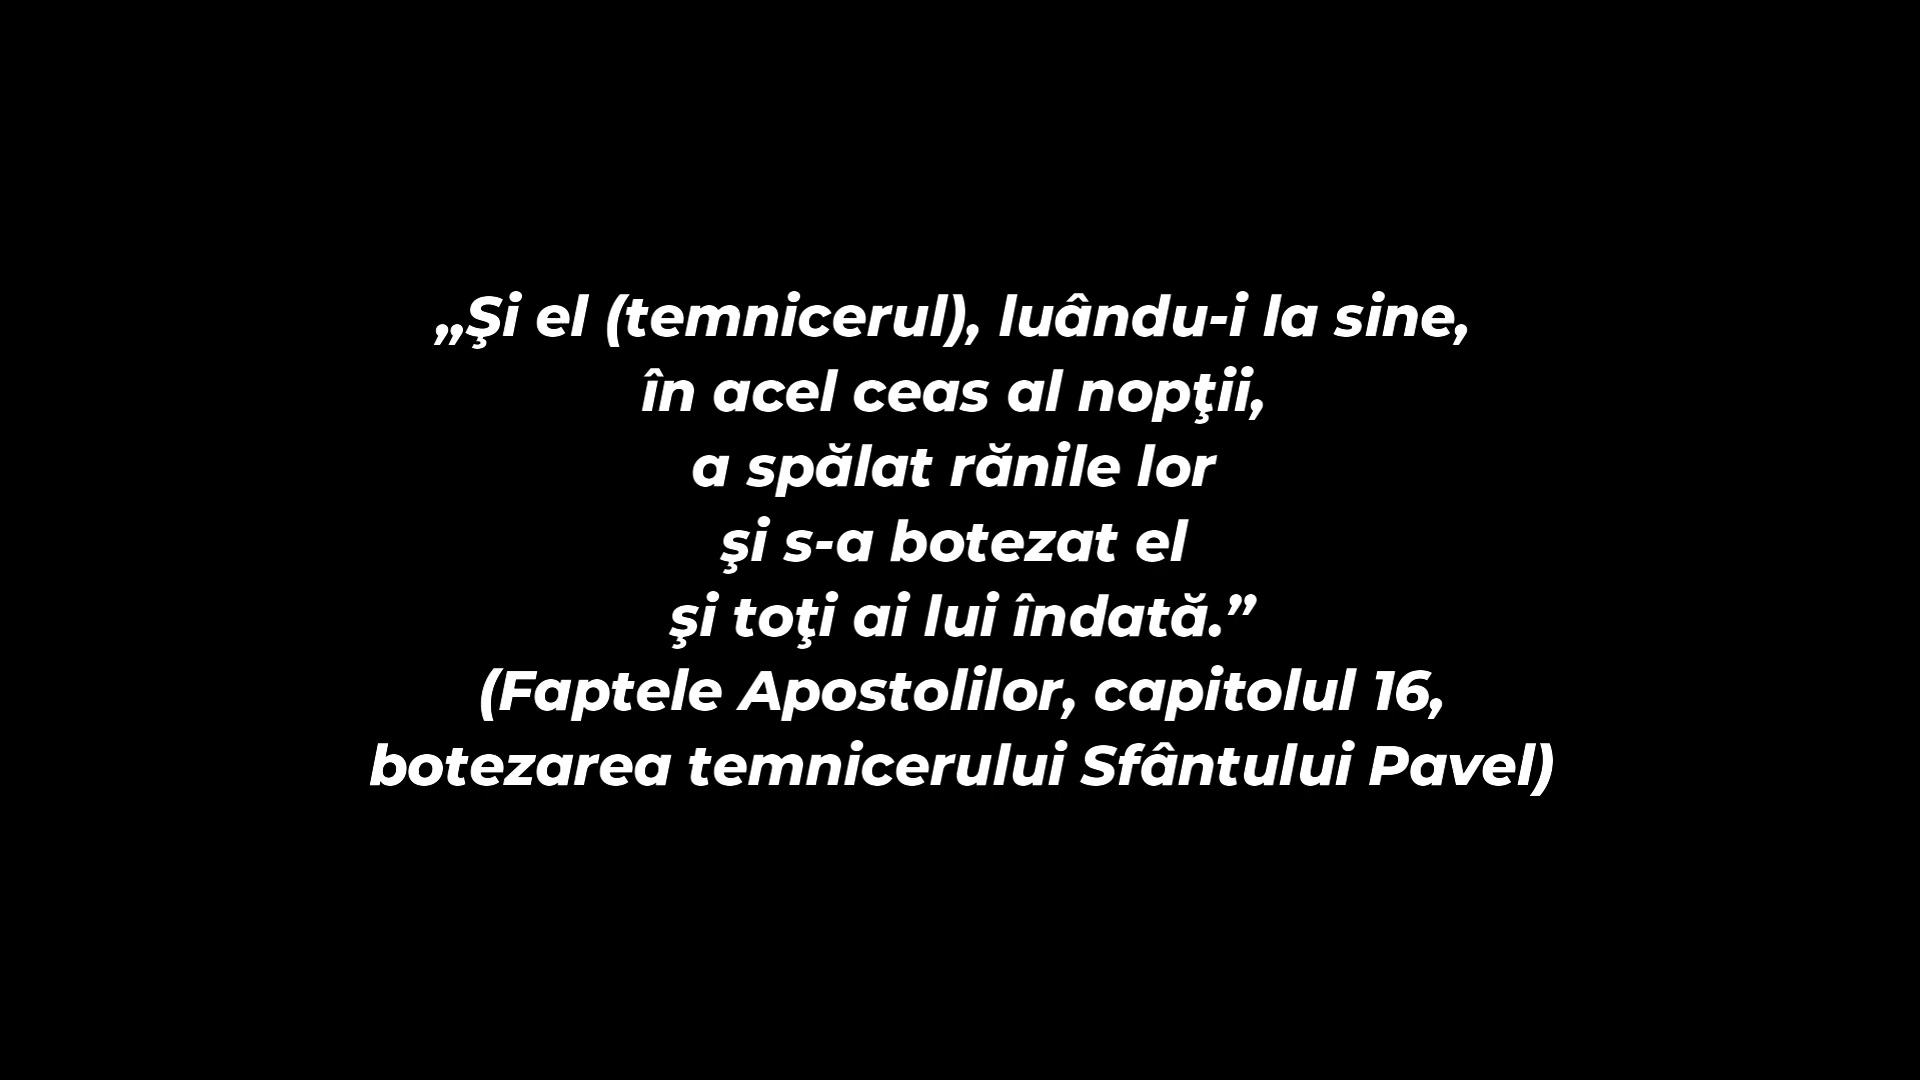 „Şi el (temnicerul), luându-i la sine,
în acel ceas al nopţii,
a spălat rănile lor
şi s-a botezat el
şi toţi ai lui îndată.”
(Faptele Apostolilor, capitolul 16,
botezarea temnicerului Sfântului Pavel)